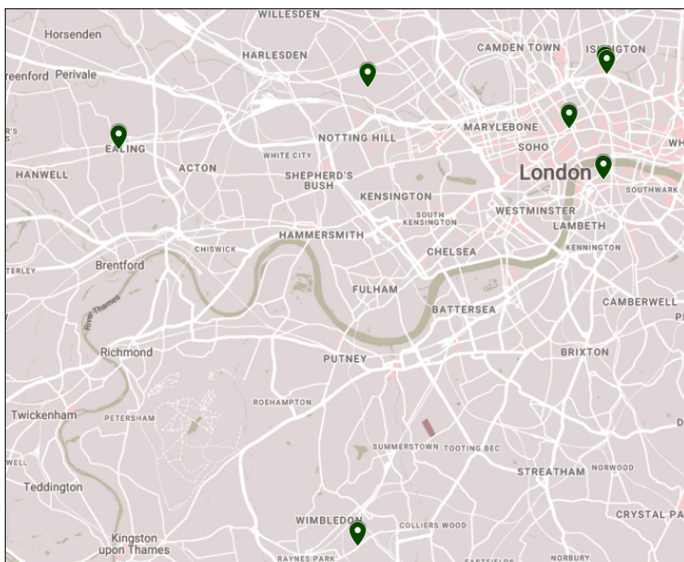 WILLESDEN
Horsenden
HARLESDEN
CAMDEN TOWN
Perivale
NOTTING HILL
MARYLEBONE
EALING
SOHO
ACTON
WHITE CITY
HANWELL
SHEPHERD'S
BUSH
London
KENSINGTON
SOUTHWARK
WESTMINSTER
SOUTH
KENSINGTON
LAMBETH
HAMMERSMITH
CHISWICK
CHELSEA
KENNINGTON
Brentford
FULHAM
River Thames
BATTERSEA
CAMBERWELL
Richmond
PUTNEY
BRIXTON
ROEHAMPTON
Twickenham
PETERSHAM
SUMMERSTOWN
TOOTING BEC
STREATHAM
NORWOOD
Teddington
CRYSTAL PA
WIMBLEDON
COLLIERS WOOD
Kingston
upon Thames
RAYNES PARK
NORBURY